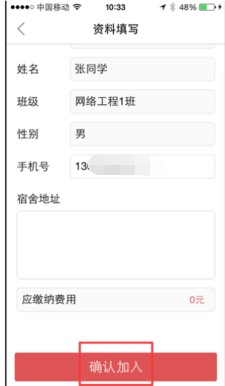 中国移动 10:33 48%
资料填写
姓名 张同学
班级 网络工程1班
性别 男
手机号 13
宿舍地址
应缴纳费用 0元
确认加入